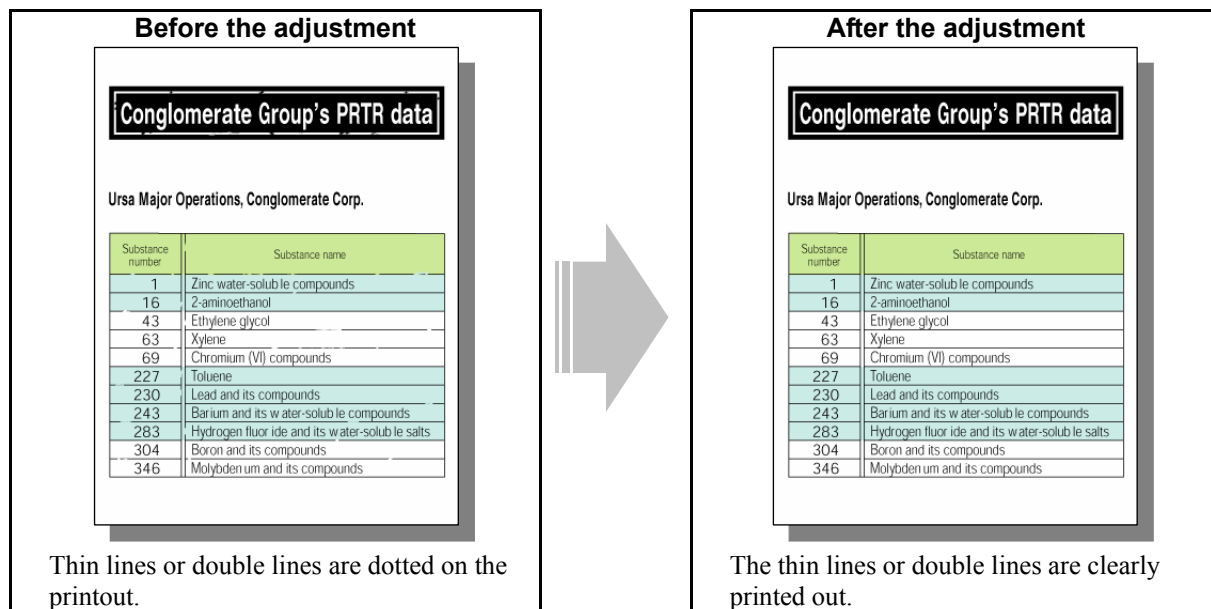 Before the adjustment
Conglomerate Group's PRTR data
Ursa Major Operations, Conglomerate Corp.
Substance number Substance name
1 Zinc water-solub le compounds
16 2-aminoethanol
43 Ethylene glycol
63 Xylene
69 Chromium (VI) compounds
227 Toluene
230 Lead and its compounds
243 Barium and its w ater-solub le compounds
283 Hydrogen fluor ide and its w ater-solub le salts
304 Boron and its compounds
346 Molybden um and its compounds
Thin lines or double lines are dotted on the
printout.
After the adjustment
Conglomerate Group's PRTR data
Ursa Major Operations, Conglomerate Corp.
Substance number Substance name
1 Zinc water-solub le compounds
16 2-aminoethanol
43 Ethylene glycol
63 Xylene
69 Chromium (VI) compounds
227 Toluene
230 Lead and its compounds
243 Barium and its w ater-solub le compounds
283 Hydrogen fluor ide and its w ater-solub le salts
304 Boron and its compounds
346 Molybden um and its compounds
The thin lines or double lines are clearly
printed out.